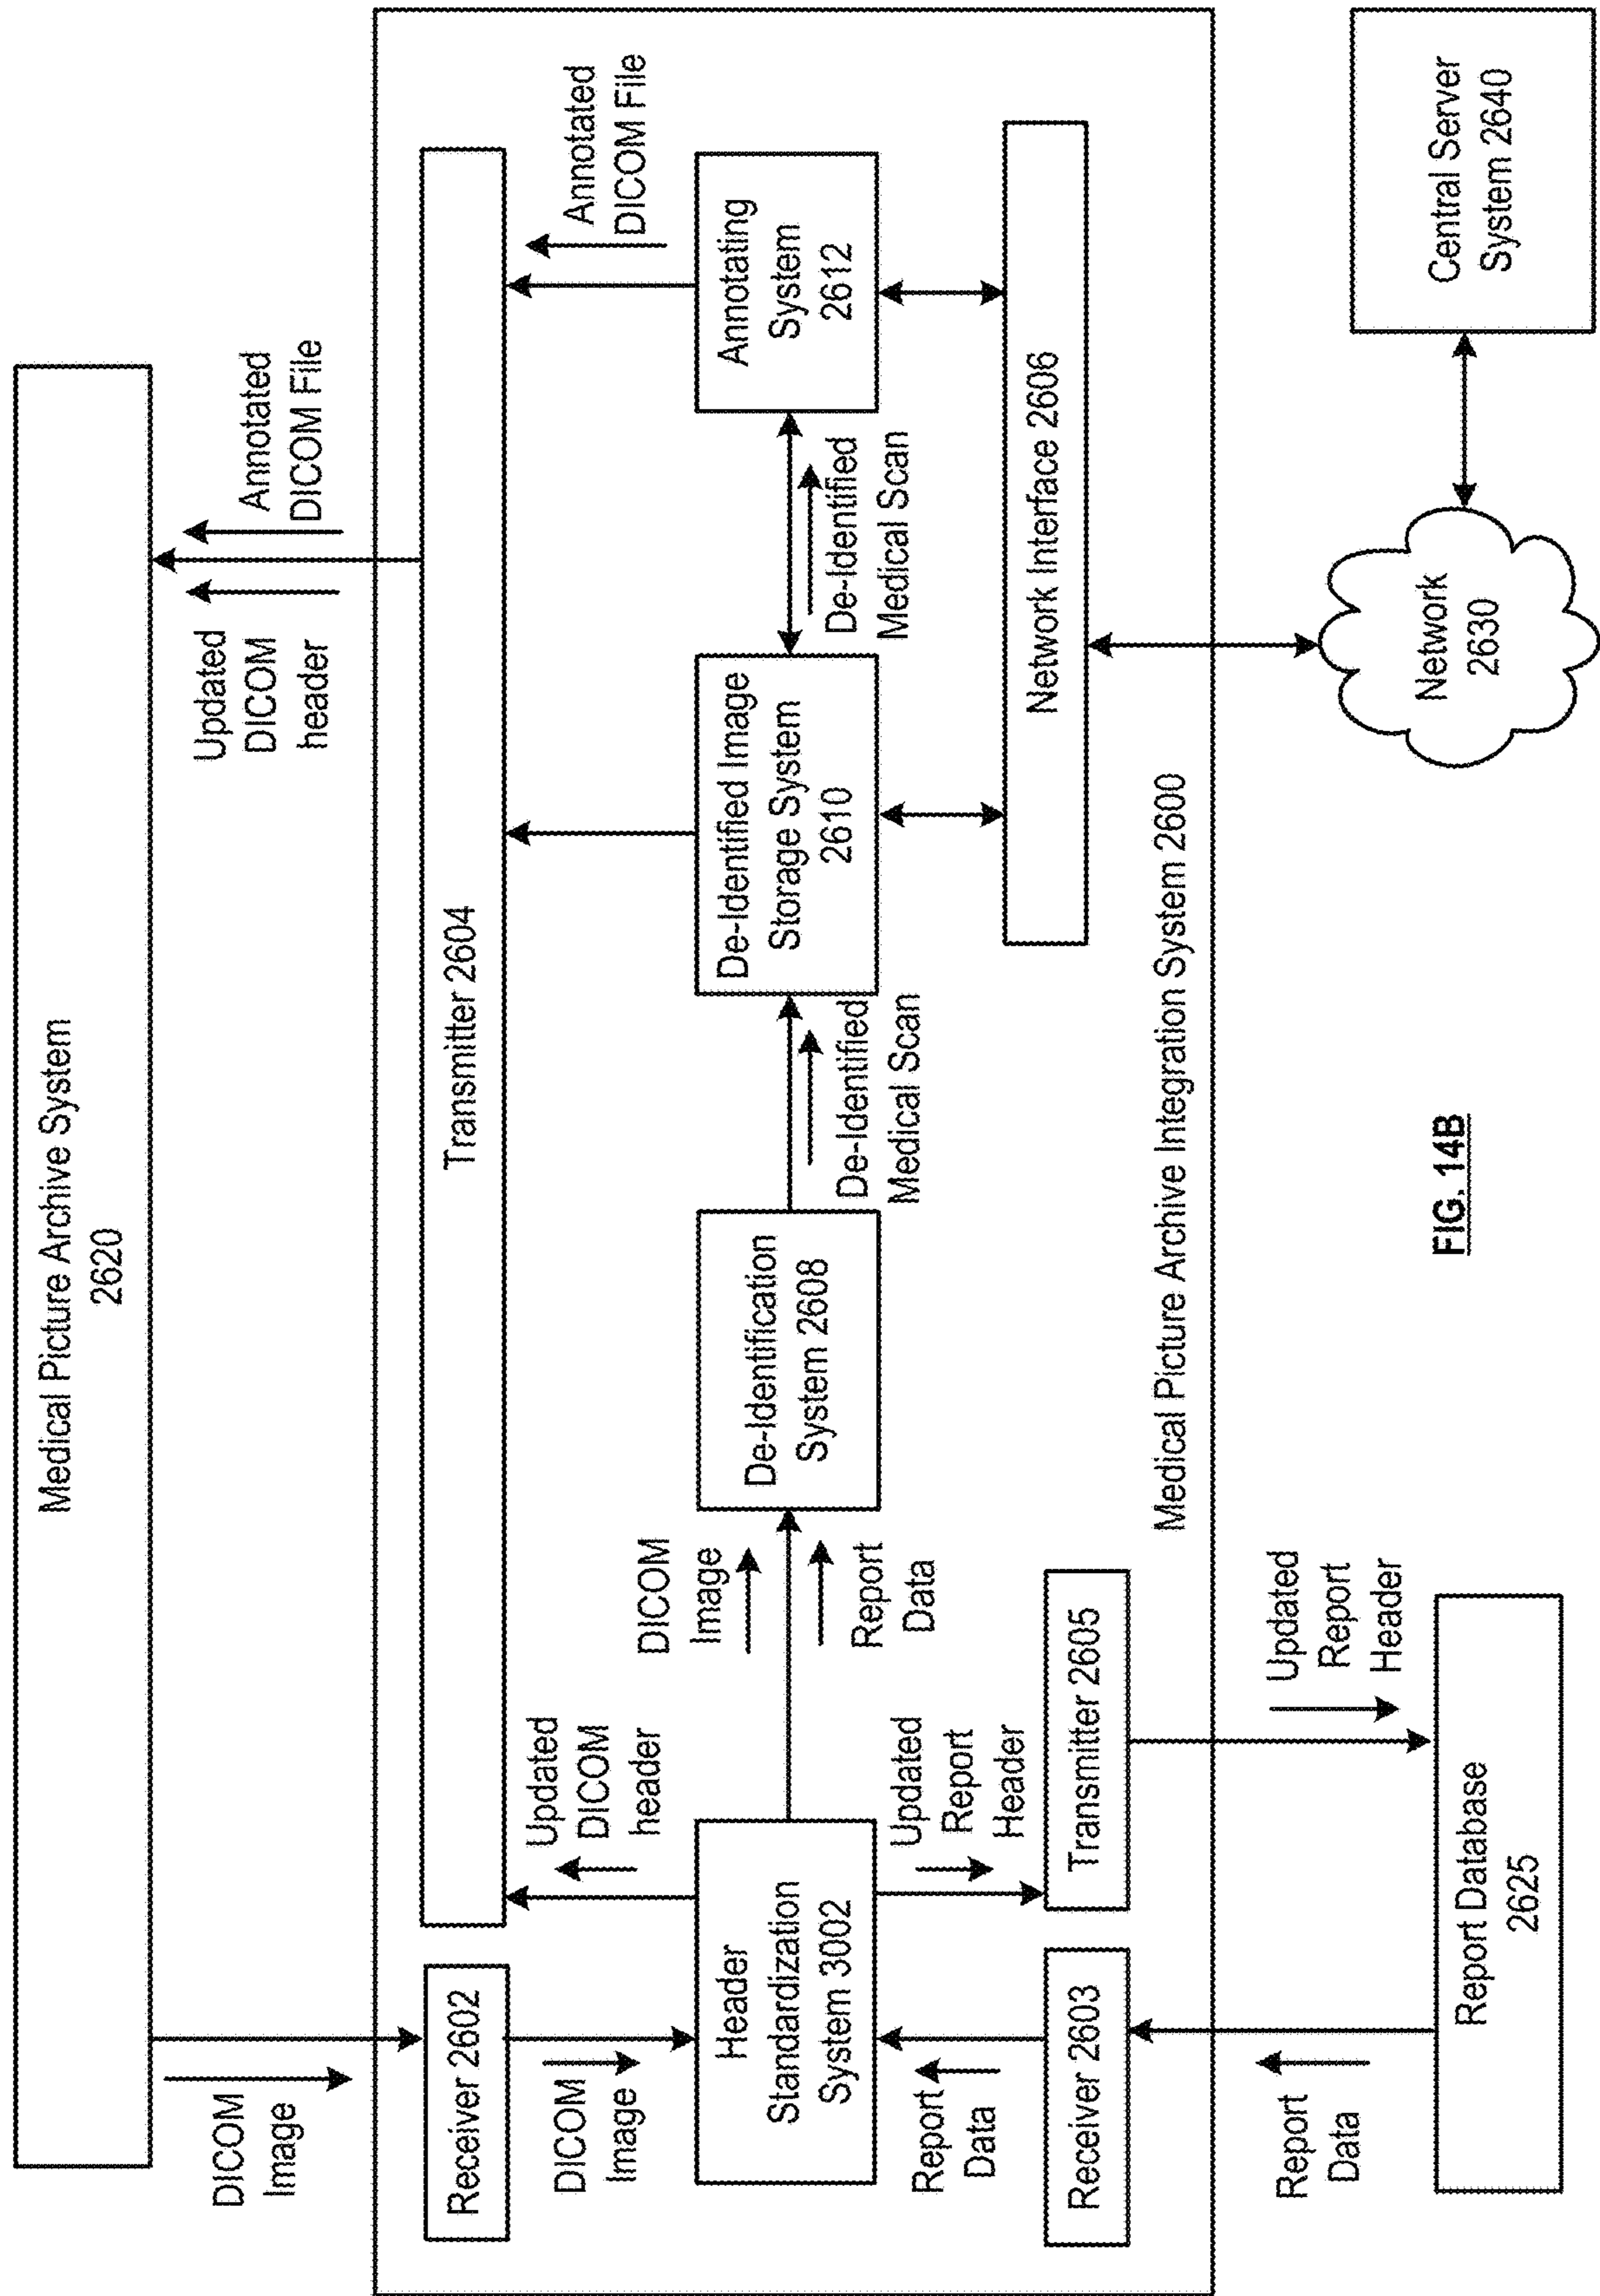 Medical Picture Archive System
2620
DICOM
Image
Updated
DICOM
header
Annotated
DICOM File
Receiver 2602
Transmitter 2604
DICOM
Image
Updated
DICOM
header
Annotated
DICOM File
DICOM
Image
Header
Standardization
System 3002
De-Identification
System 2608
De-Identified Image
Storage System
2610
Annotating
System
2612
Report
Data
De-Identified
Medical Scan
De-Identified
Medical Scan
Report
Data
Updated
Report
Header
Receiver 2603
Transmitter 2605
Network Interface 2606
Medical Picture Archive Integration System 2600
Report
Data
Updated
Report
Header
Report Database
2625
FIG. 14B
Network
2630
Central Server
System 2640